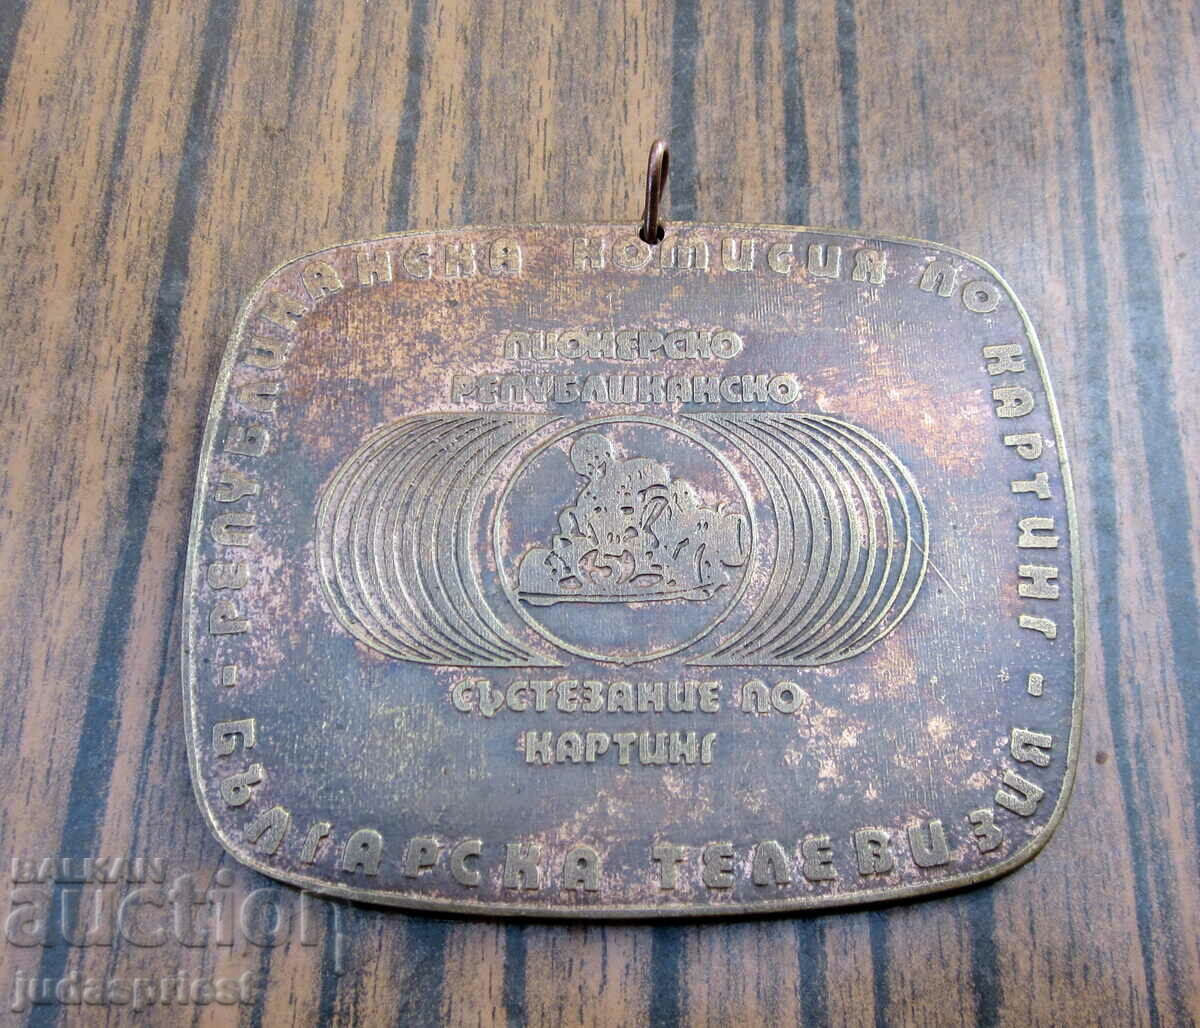 РЕПУБЛИКАНСКА КОМИСИЯ ПО КАРТИНГ -
ПИОНЕРСКО
РЕПУБЛИКАНСКО
СЪСТЕЗАНИЕ ПО
КАРТИНГ
- БЪЛГАРСКА ТЕЛЕВИЗИЯ
BALKAN
auction
judaspriest